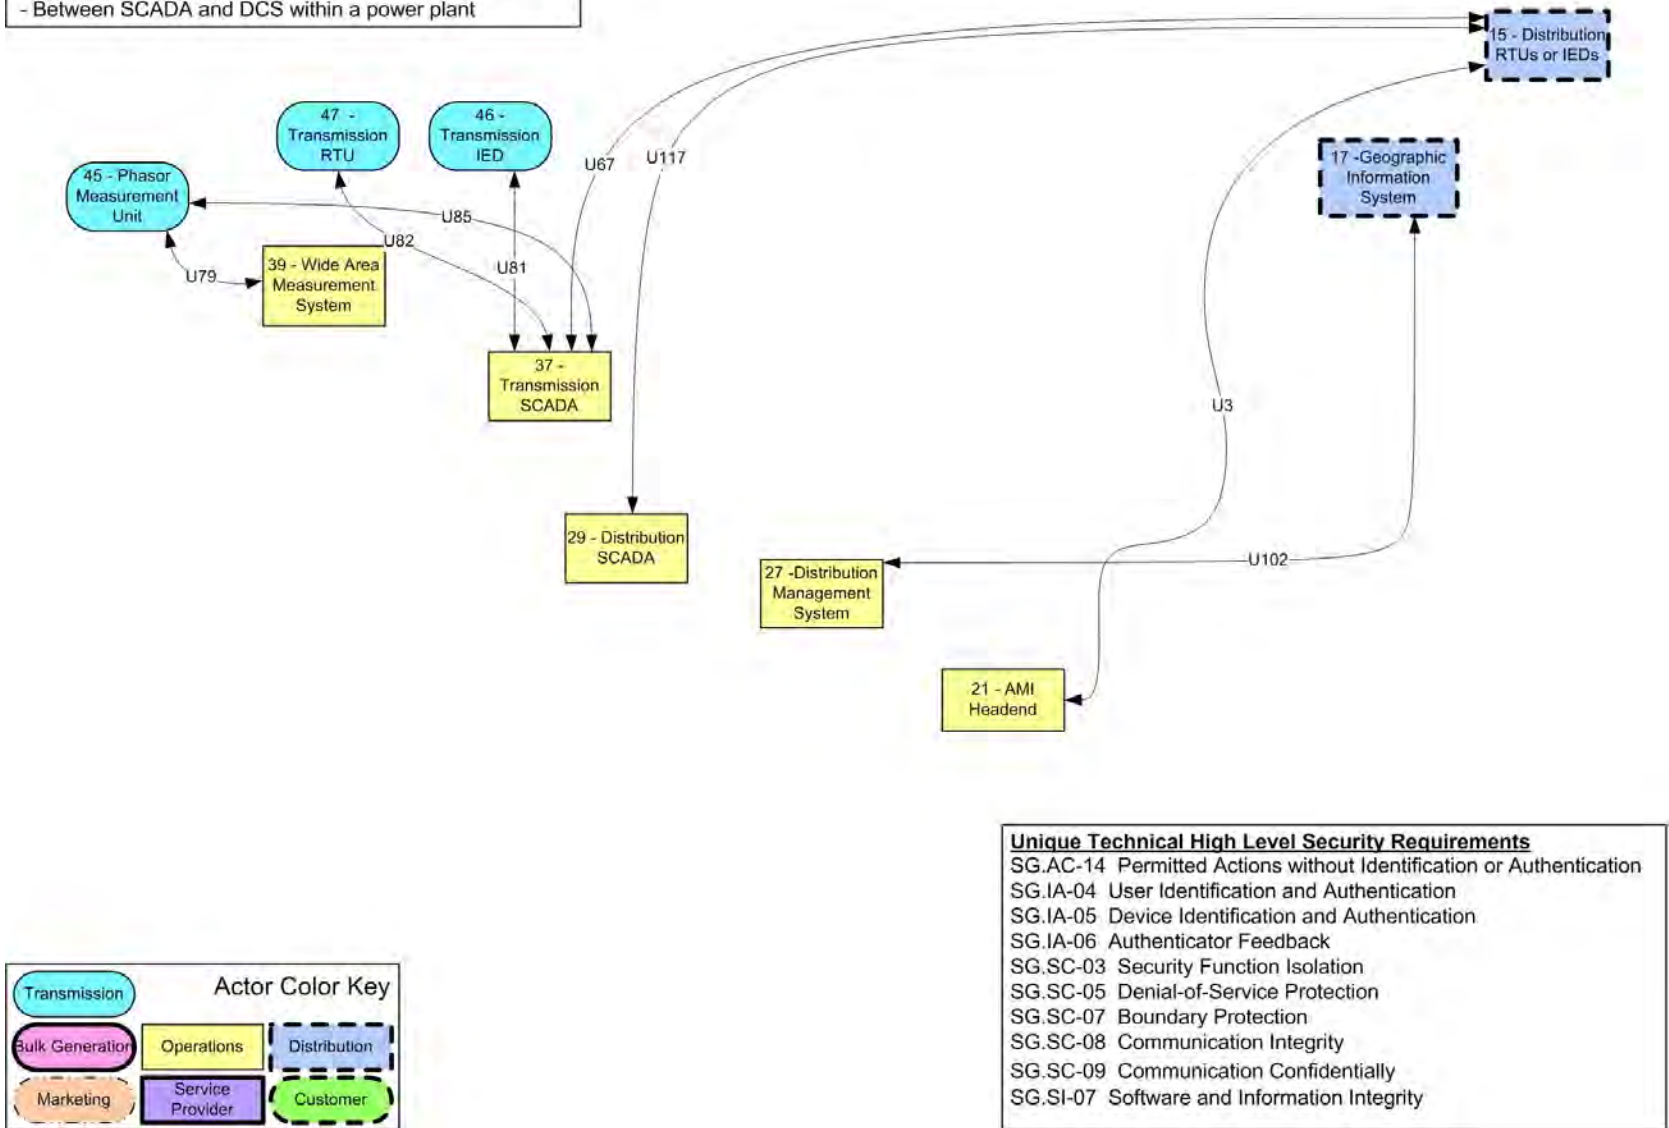 - Between SCADA and DCS within a power plant
15 - Distribution
RTUs or IEDs
47 -
Transmission
RTU
46 -
Transmission
IED
U67
U117
17 -Geographic
Information
System
45 - Phasor
Measurement
Unit
U85
U82
U81
U79
39 - Wide Area
Measurement
System
37 -
Transmission
SCADA
U3
29 - Distribution
SCADA
27 -Distribution
Management
System
U102
21 - AMI
Headend
Unique Technical High Level Security Requirements
SG.AC-14 Permitted Actions without Identification or Authentication
SG.IA-04 User Identification and Authentication
SG.IA-05 Device Identification and Authentication
SG.IA-06 Authenticator Feedback
SG.SC-03 Security Function Isolation
SG.SC-05 Denial-of-Service Protection
SG.SC-07 Boundary Protection
SG.SC-08 Communication Integrity
SG.SC-09 Communication Confidentially
SG.SI-07 Software and Information Integrity
Actor Color Key
Transmission
Bulk Generation
Operations
Distribution
Marketing
Service
Provider
Customer